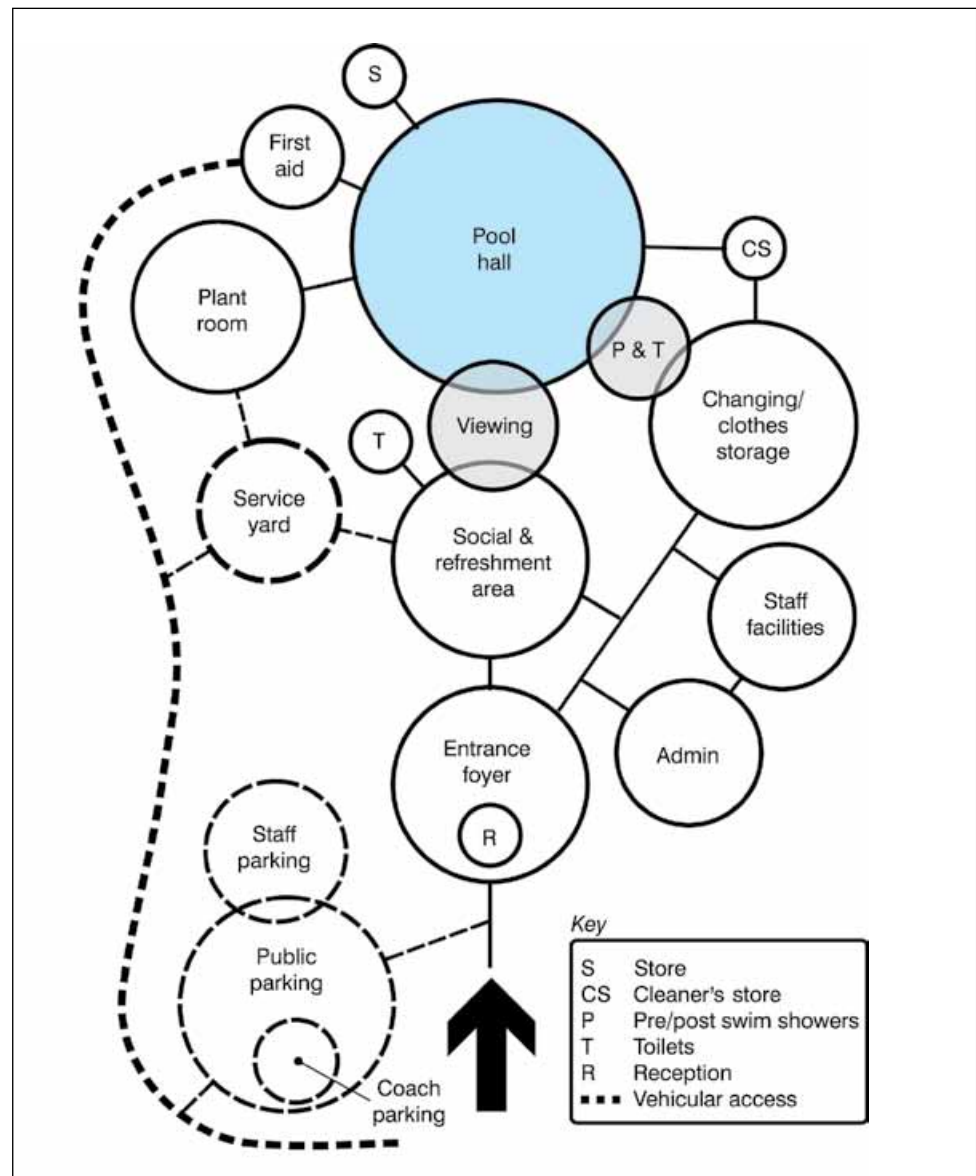 S
First
aid
Pool
hall
CS
Plant
room
P & T
Changing/
clothes
storage
Viewing
T
Service
yard
Social &
refreshment
area
Staff
facilities
Entrance
foyer
Admin
R
Staff
parking
Public
parking
Coach
parking
Key
S Store
CS Cleaner's store
P Pre/post swim showers
T Toilets
R Reception
Vehicular access